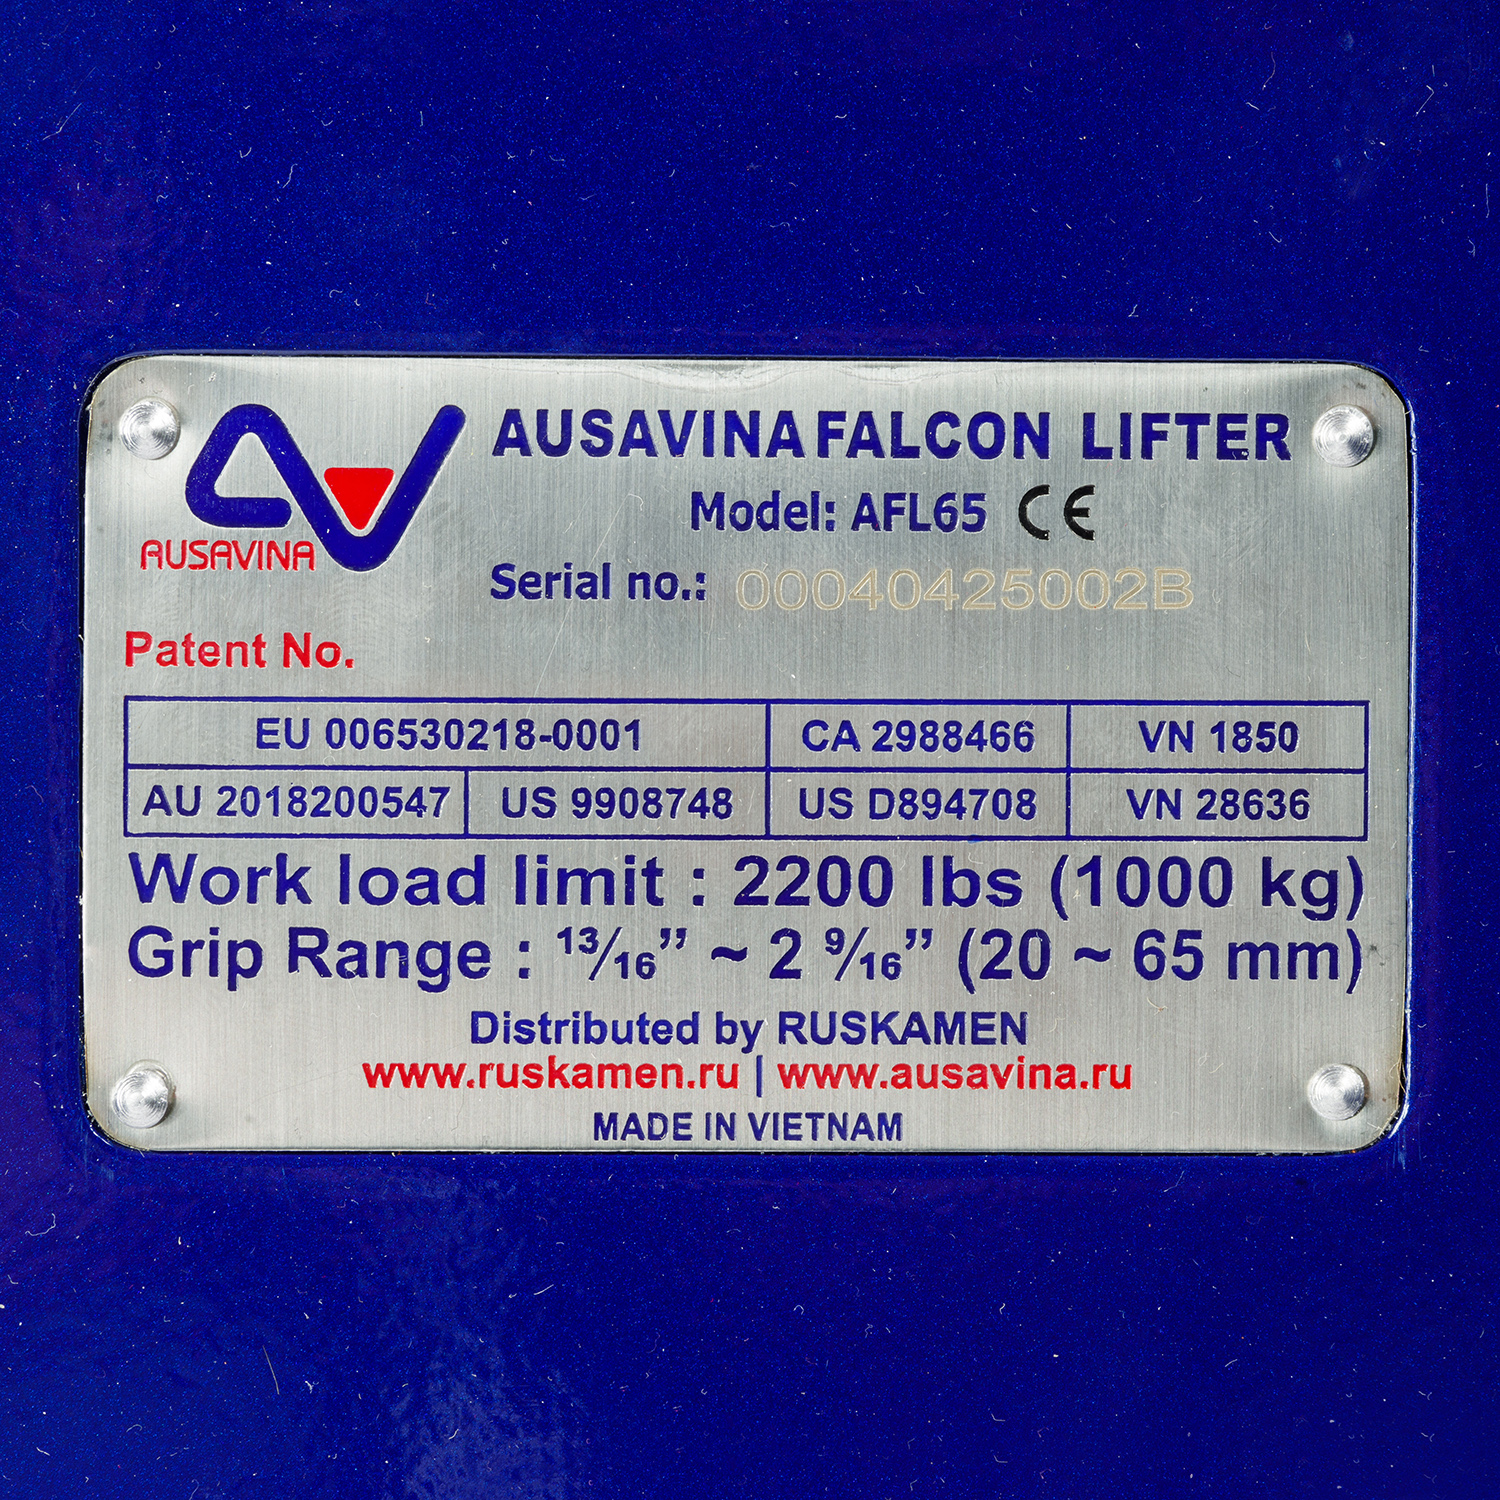 AUSAVINA
AUSAVINA FALCON LIFTER
Model: AFL65 CE
Serial no.: 00040425002B
Patent No.
EU 006530218-0001 CA 2988466 VN 1850
AU 2018200547 US 9908748 US D894708 VN 28636
Work load limit : 2200 lbs (1000 kg)
Grip Range : 13/16” ~ 2 9/16” (20 ~ 65 mm)
Distributed by RUSKAMEN
www.ruskamen.ru | www.ausavina.ru
MADE IN VIETNAM